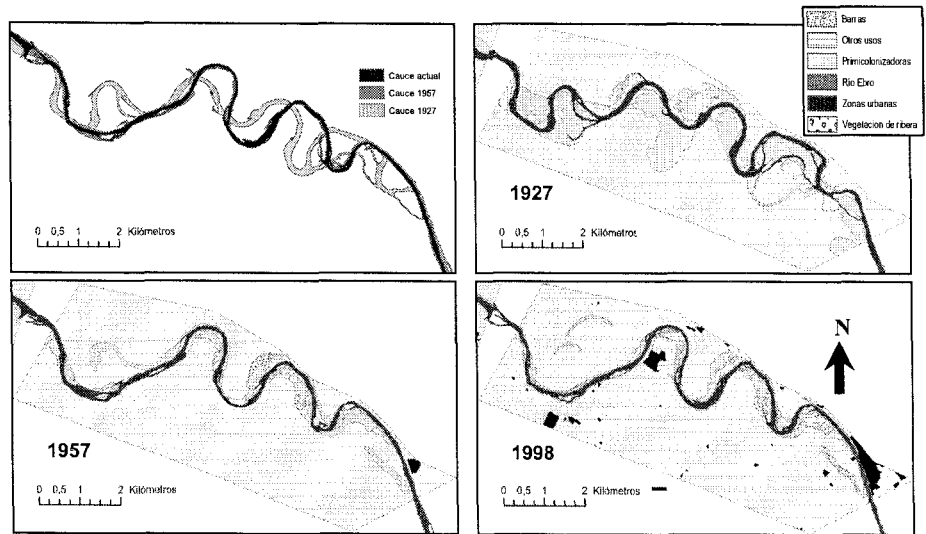 Cauce actual
Cauce 1957
Cauce 1927
0 0,5 1 2 Kilómetros
Barras
Otros usos
Primicolonizadoras
Rio Ebro
Zonas urbanas
Vegetacion de ribera
1927
0 0,5 1 2 Kilómetros
1957
0 0,5 1 2 Kilómetros
N
1998
0 0,5 1 2 Kilómetros